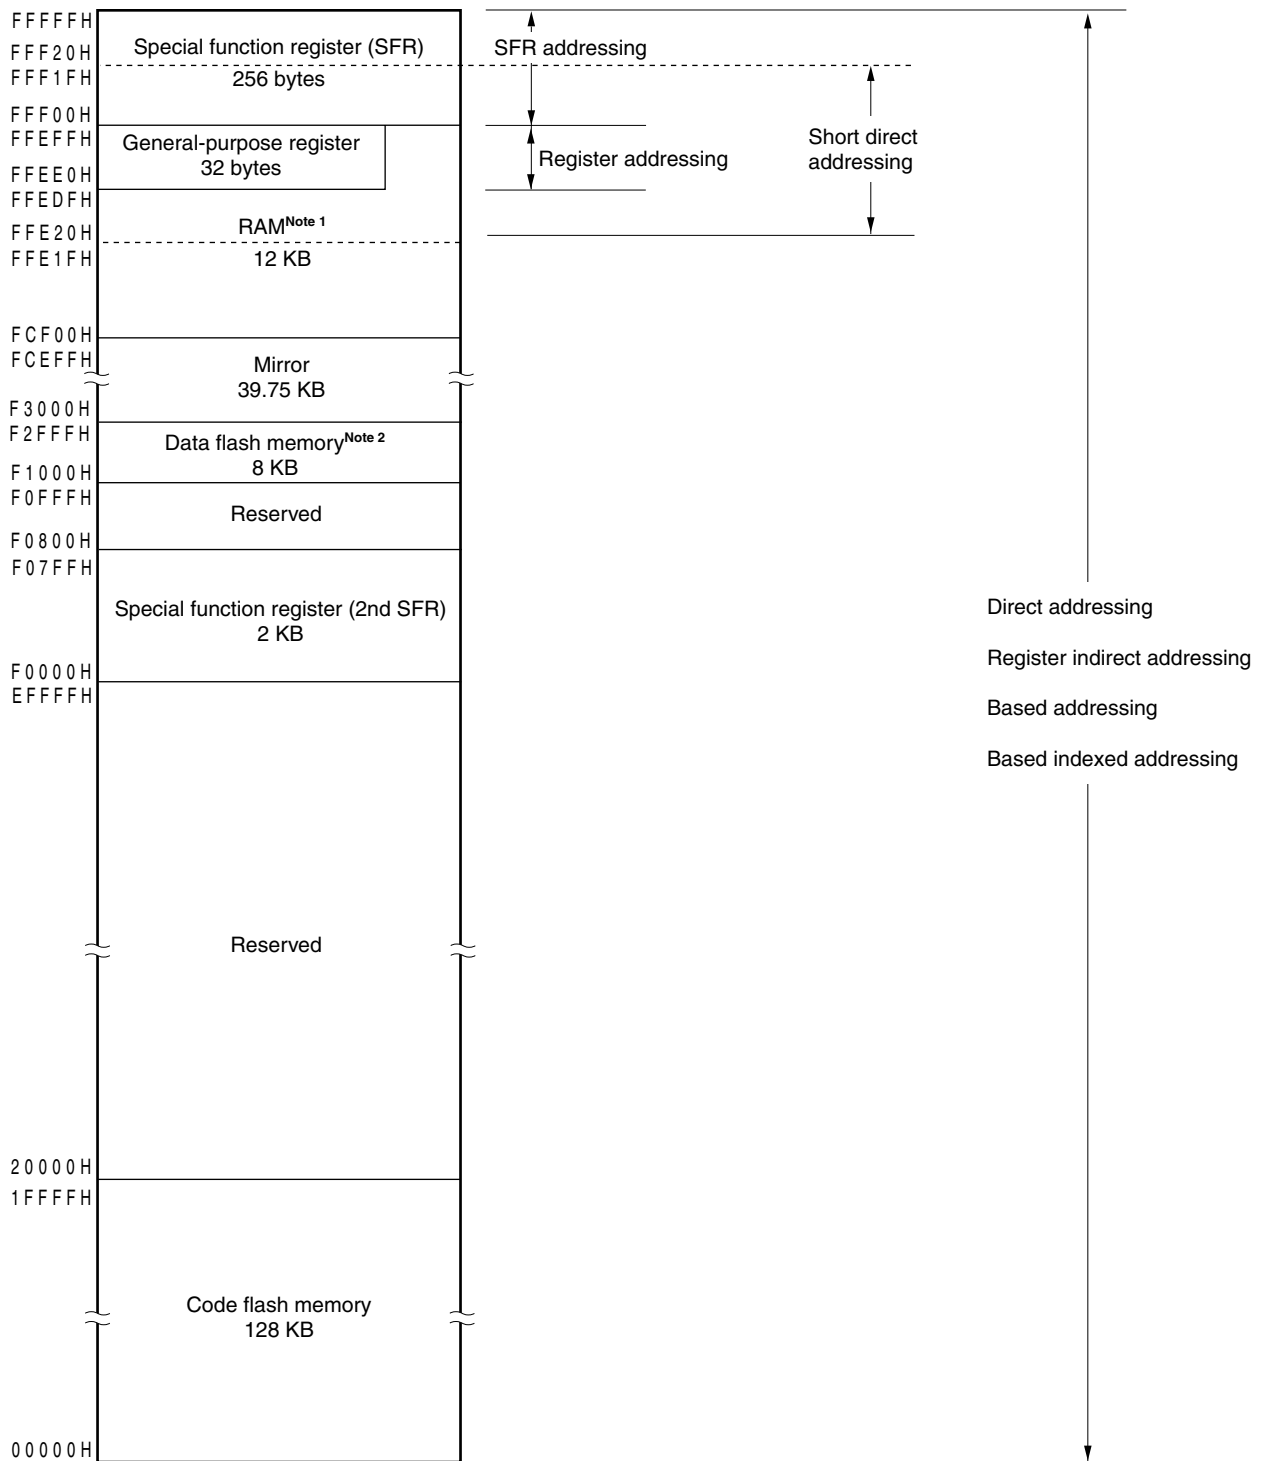 FFFFFH
FFF20H
FFF1FH
FFF00H
FFEFFH
FFEE0H
FFEDFH
FFE20H
FFE1FH
FCF00H
FCEFFH
F3000H
F2FFFH
F1000H
F0FFFH
F0800H
F07FFH
F0000H
EFFFFH
20000H
1FFFFH
00000H
Special function register (SFR)
256 bytes
General-purpose register
32 bytes
RAMNote 1
12 KB
Mirror
39.75 KB
Data flash memoryNote 2
8 KB
Reserved
Special function register (2nd SFR)
2 KB
Reserved
Code flash memory
128 KB
SFR addressing
Register addressing
Short direct
addressing
Direct addressing
Register indirect addressing
Based addressing
Based indexed addressing